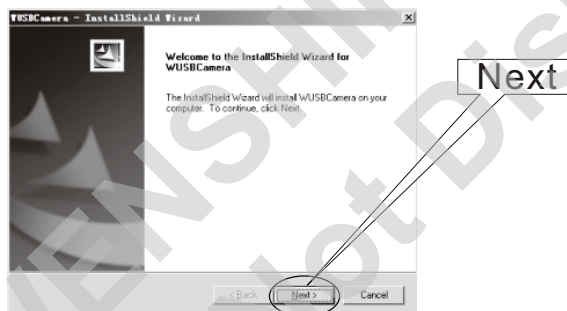 WUSBCamera - InstallShield Wizard
Welcome to the InstallShield Wizard for
WUSBCamera
The InstallShield Wizard will install WUSBCamera on your
computer. To continue, click Next.
Next
< Back
Next >
Cancel